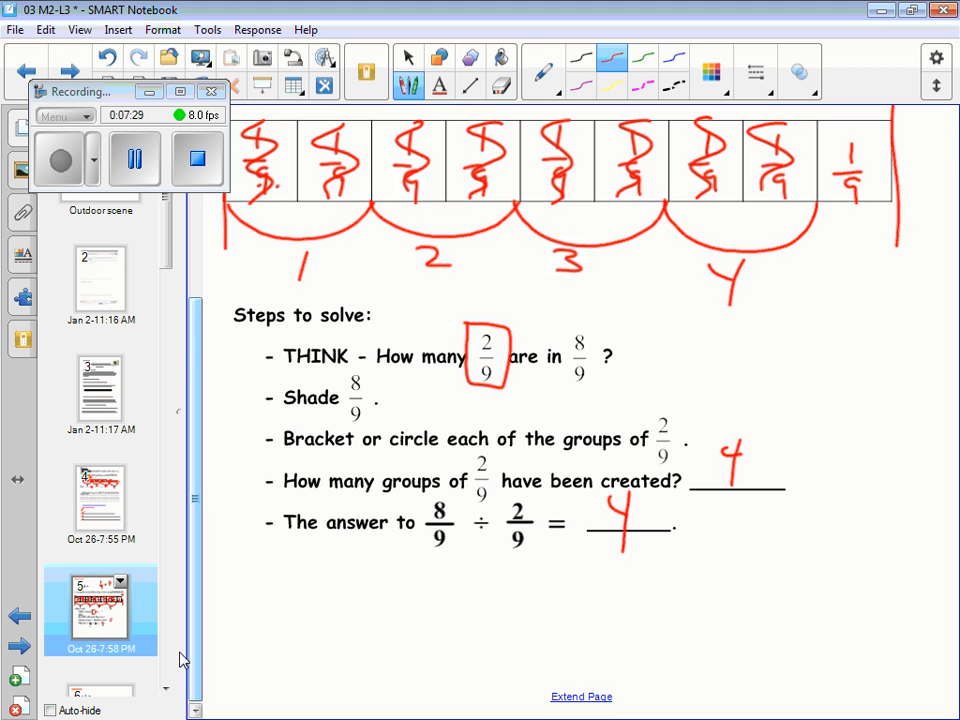 03 M2-L3 * - SMART Notebook
File Edit View Insert Format Tools Response Help
Recording...
Menu 0:07:29 8.0 fps
Outdoor scene
2
Jan 2-11:16 AM
3
Jan 2-11:17 AM
4
Oct 26-7:55 PM
5
Oct 26-7:58 PM
6
Auto-hide
1/9
1 2 3 4
Steps to solve:
- THINK - How many 2/9 are in 8/9 ?
- Shade 8/9 .
- Bracket or circle each of the groups of 2/9 .
- How many groups of 2/9 have been created? 4
- The answer to 8/9 ÷ 2/9 = 4 .
Extend Page